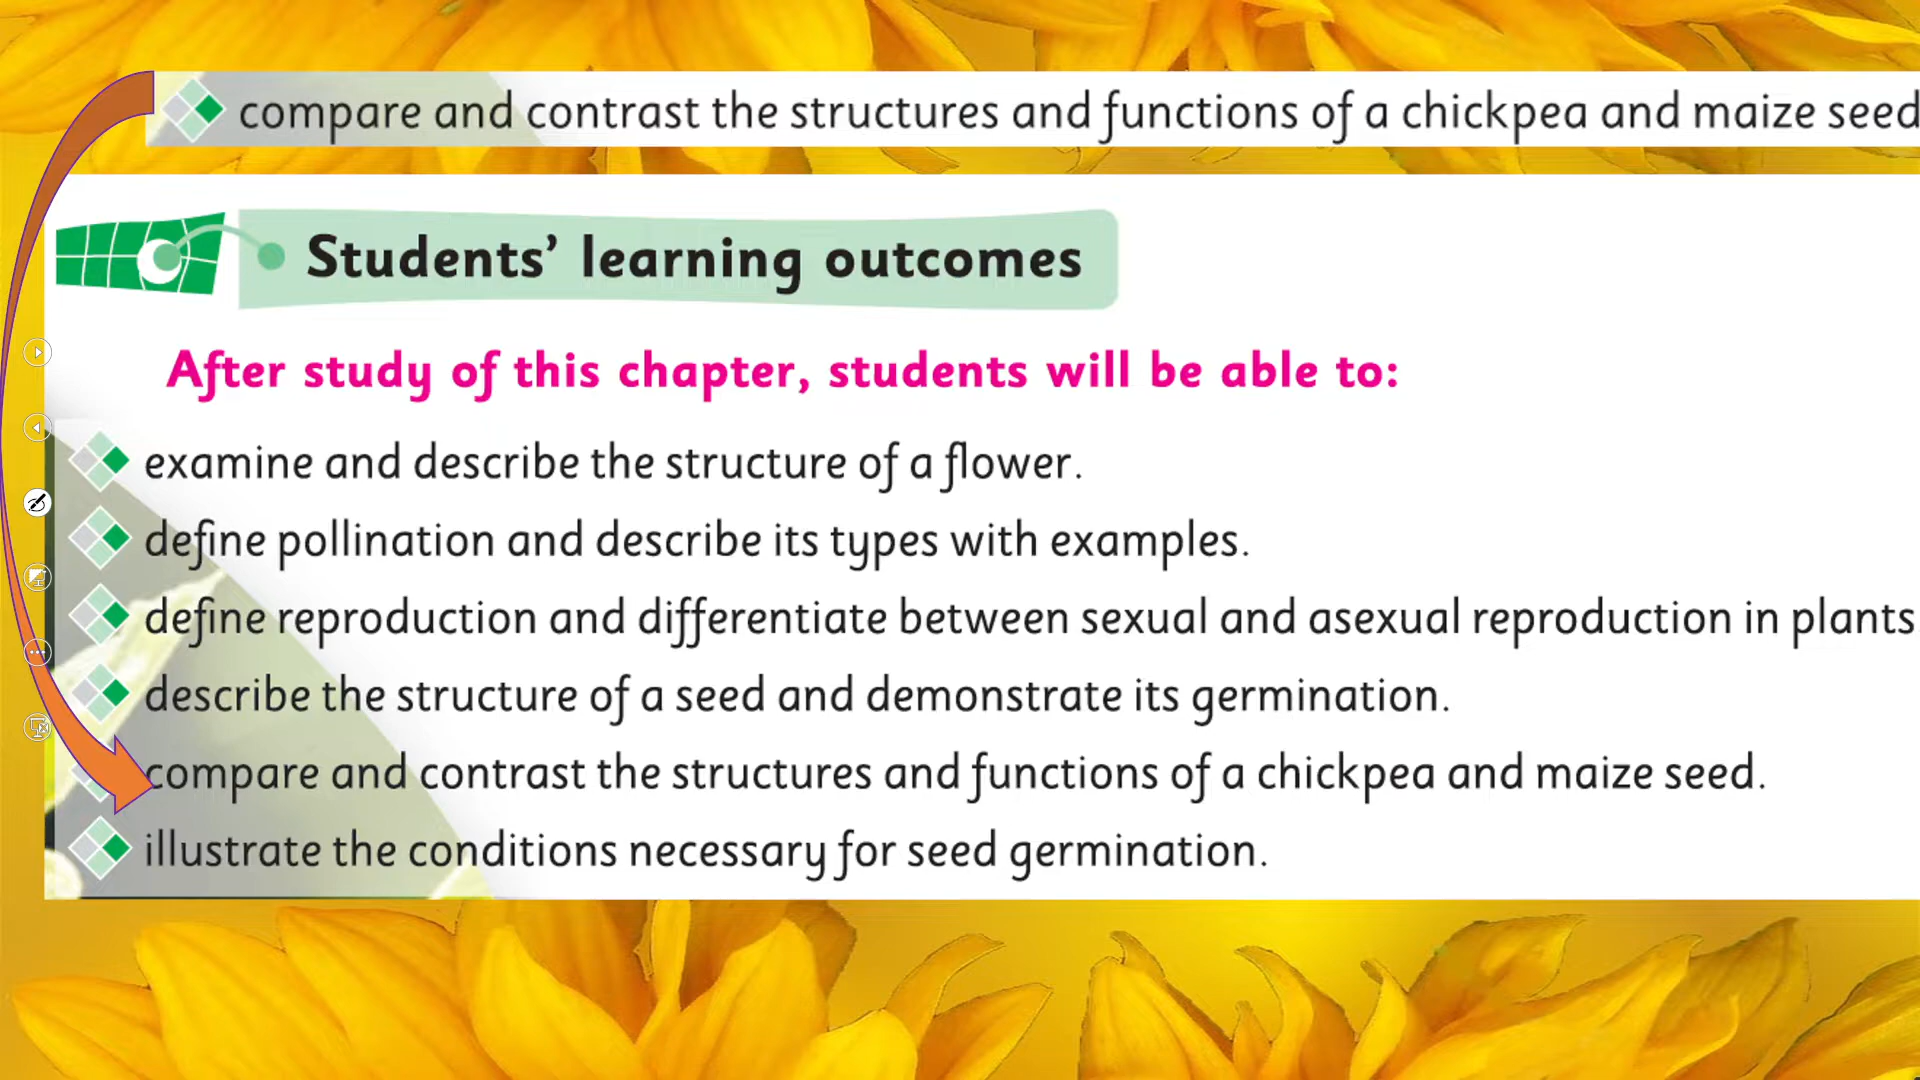 compare and contrast the structures and functions of a chickpea and maize seed
Students’ learning outcomes
After study of this chapter, students will be able to:
examine and describe the structure of a flower.
define pollination and describe its types with examples.
define reproduction and differentiate between sexual and asexual reproduction in plants
describe the structure of a seed and demonstrate its germination.
compare and contrast the structures and functions of a chickpea and maize seed.
illustrate the conditions necessary for seed germination.